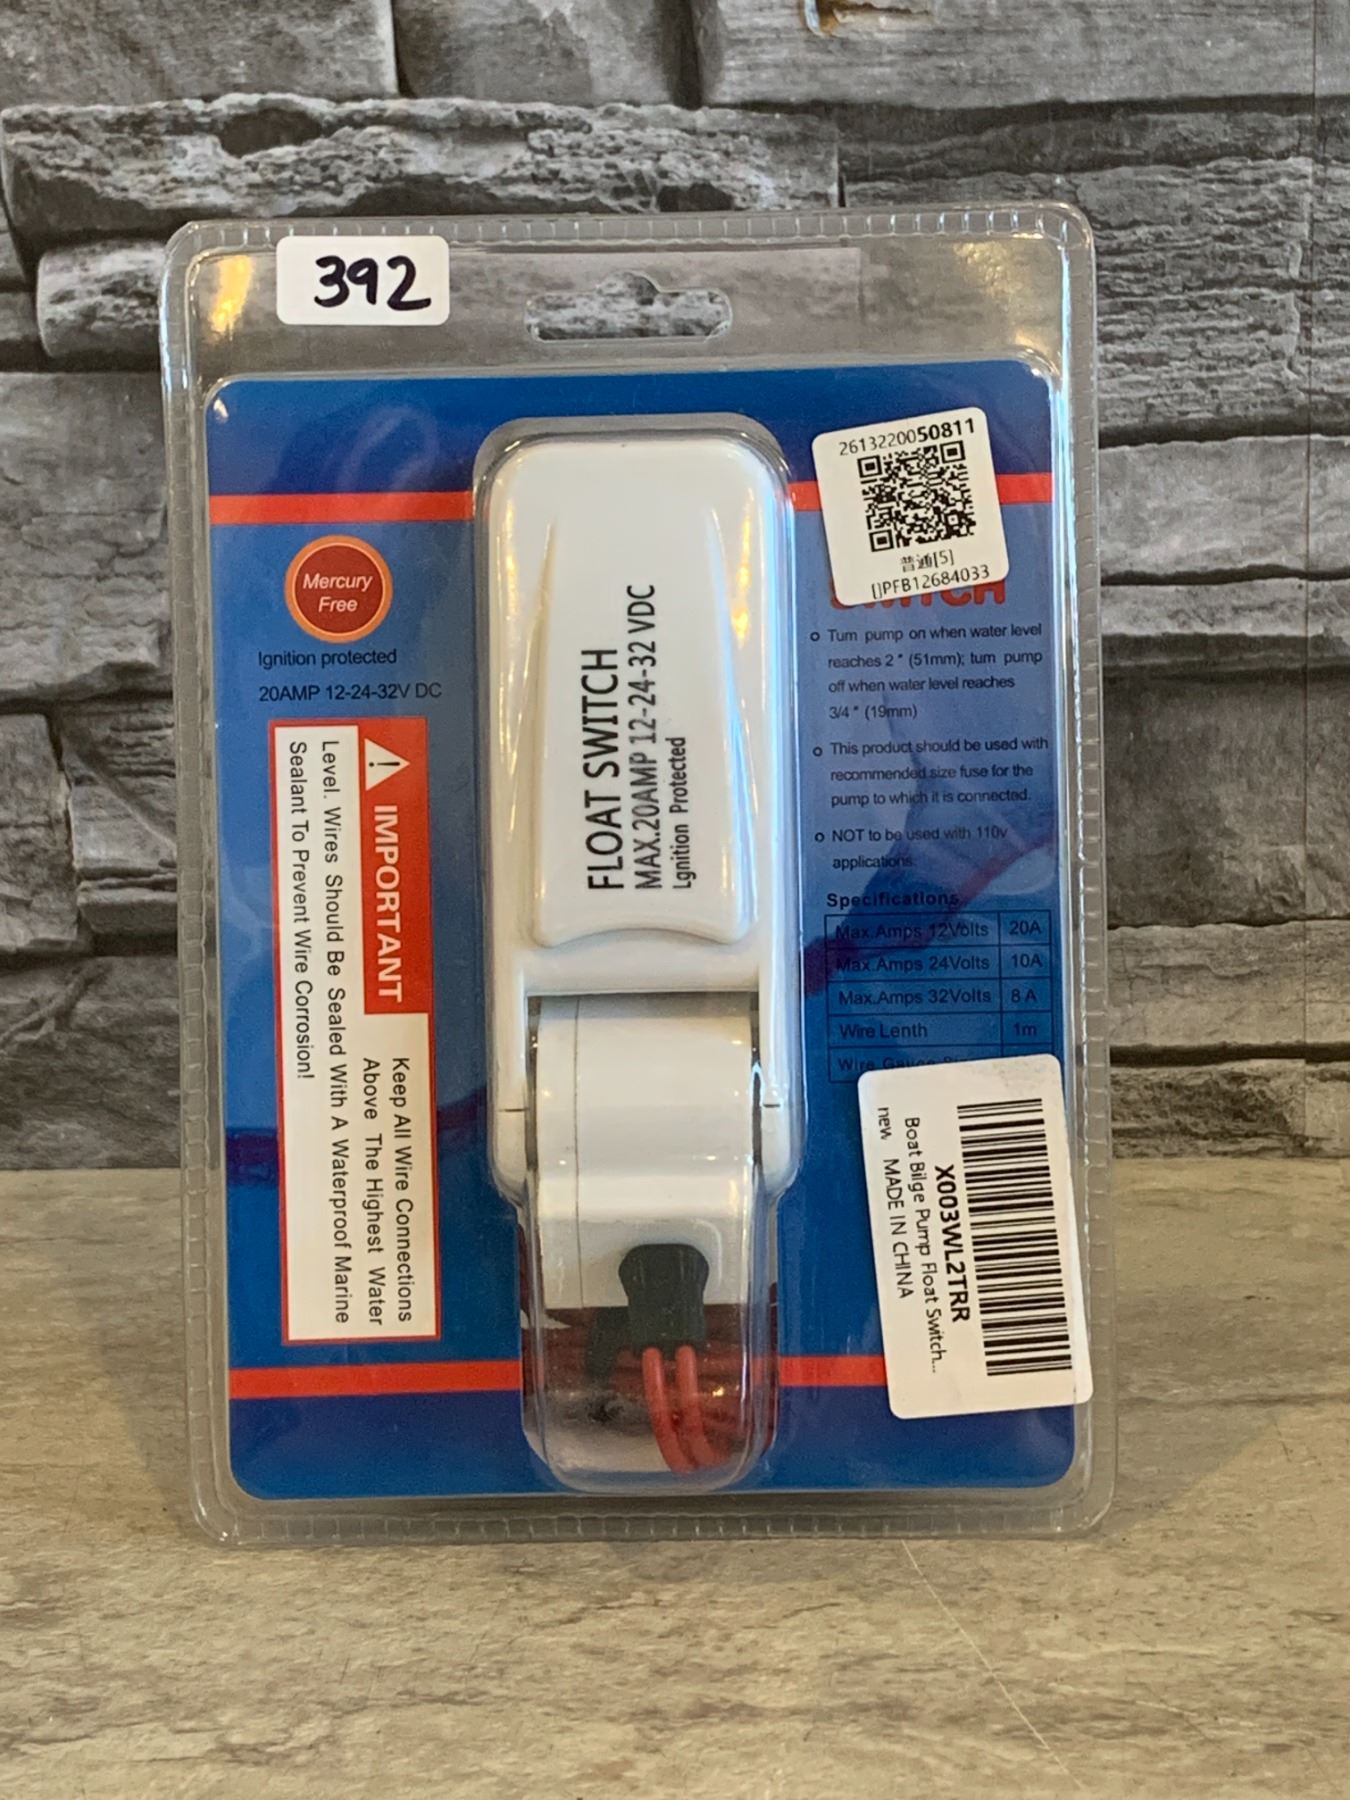 392
2613220050811
普通[5]
[]PFB12684033
SWITCH
Mercury
Free
Ignition protected
20AMP 12-24-32V DC
IMPORTANT
Keep All Wire Connections
Above The Highest Water
Level. Wires Should Be Sealed With A Waterproof Marine
Sealant To Prevent Wire Corrosion!
FLOAT SWITCH
MAX.20AMP 12-24-32 VDC
Lgnition Protected
Tum pump on when water level
reaches 2 " (51mm); tum pump
off when water level reaches
3/4 " (19mm)
This product should be used with
recommended size fuse for the
pump to which it is connected.
NOT to be used with 110v
applications.
Specifications
Max.Amps 12Volts 20A
Max.Amps 24Volts 10A
Max.Amps 32Volts 8 A
Wire Lenth 1m
Wire
X003WL2TRR
Boat Bilge Pump Float Switch...
new MADE IN CHINA